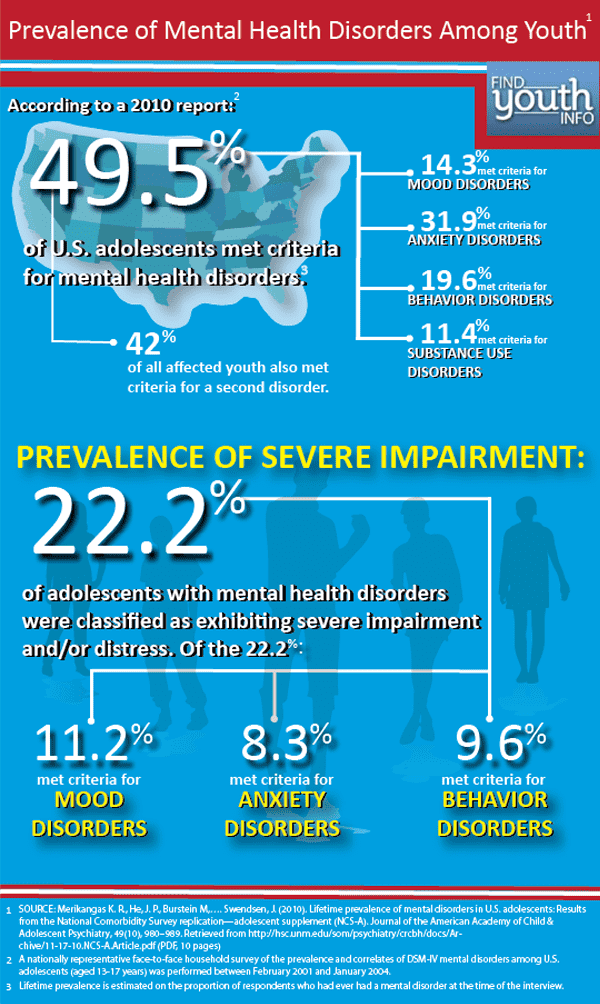 Prevalence of Mental Health Disorders Among Youth1
FIND
youth
INFO
According to a 2010 report:2
49.5%
of U.S. adolescents met criteria
for mental health disorders.3
42%
of all affected youth also met
criteria for a second disorder.
14.3% met criteria for
MOOD DISORDERS
31.9% met criteria for
ANXIETY DISORDERS
19.6% met criteria for
BEHAVIOR DISORDERS
11.4% met criteria for
SUBSTANCE USE
DISORDERS
PREVALENCE OF SEVERE IMPAIRMENT:
22.2%
of adolescents with mental health disorders
were classified as exhibiting severe impairment
and/or distress. Of the 22.2%:
11.2%
met criteria for
MOOD
DISORDERS
8.3%
met criteria for
ANXIETY
DISORDERS
9.6%
met criteria for
BEHAVIOR
DISORDERS
1 SOURCE: Merikangas K. R., He, J. P., Burstein M,.... Swendsen, J. (2010). Lifetime prevalence of mental disorders in U.S. adolescents: Results
from the National Comorbidity Survey replication—adolescent supplement (NCS-A). Journal of the American Academy of Child &
Adolescent Psychiatry, 49(10), 980–989. Retrieved from http://hsc.unm.edu/som/psychiatry/crcbh/docs/Ar-
chive/11-17-10.NCS-A.Article.pdf (PDF, 10 pages)
2 A nationally representative face-to-face household survey of the prevalence and correlates of DSM-IV mental disorders among U.S.
adolescents (aged 13-17 years) was performed between February 2001 and January 2004.
3 Lifetime prevalence is estimated on the proportion of respondents who had ever had a mental disorder at the time of the interview.